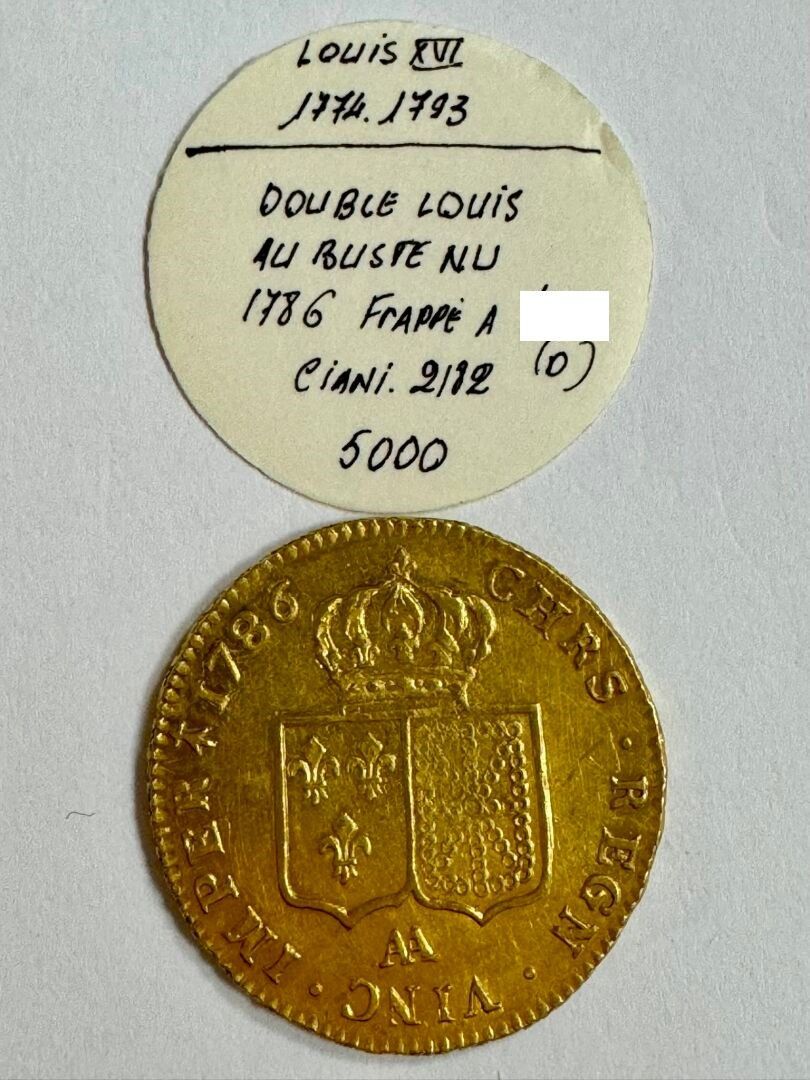 LOUIS XVI
1774.1793
DOUBLE LOUIS
AU BUSTE NU
1786 FRAPPÉ A
CIANI. 2182 (D)
5000
1786 CHRS · REGN · VINC · IMPER
AA